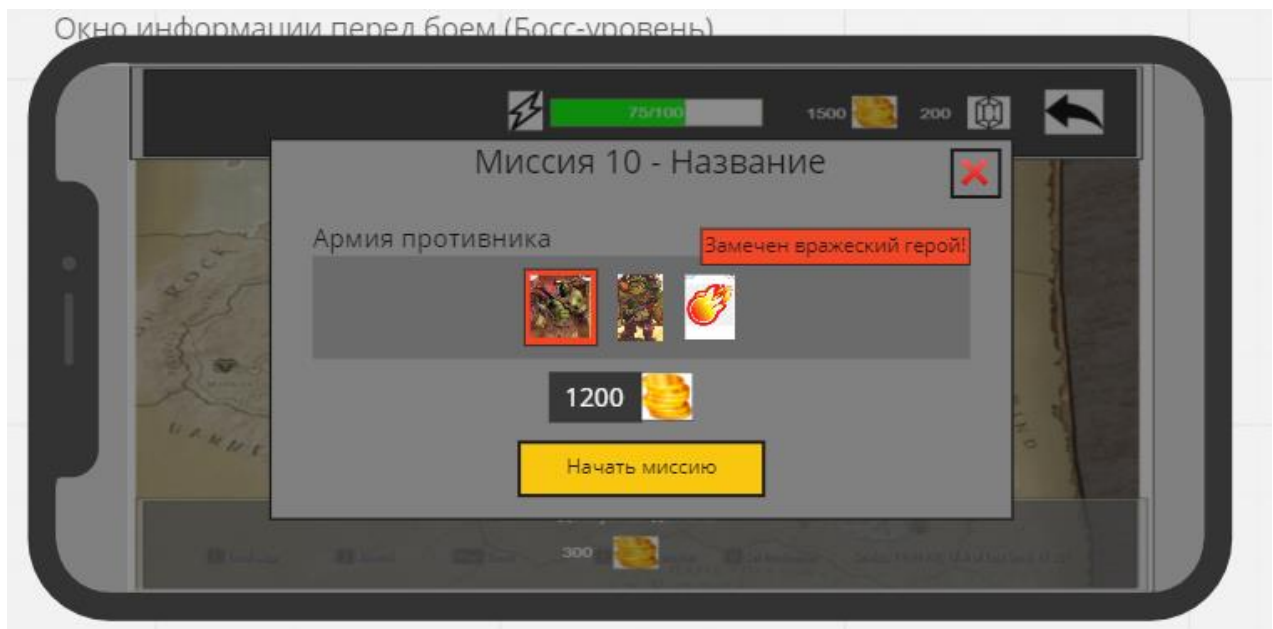 Окно информации перед боем (Босс-уровень)
75/100
1500
200
Миссия 10 - Название
Армия противника
Замечен вражеский герой!
ROCK
1200
Начать миссию
300